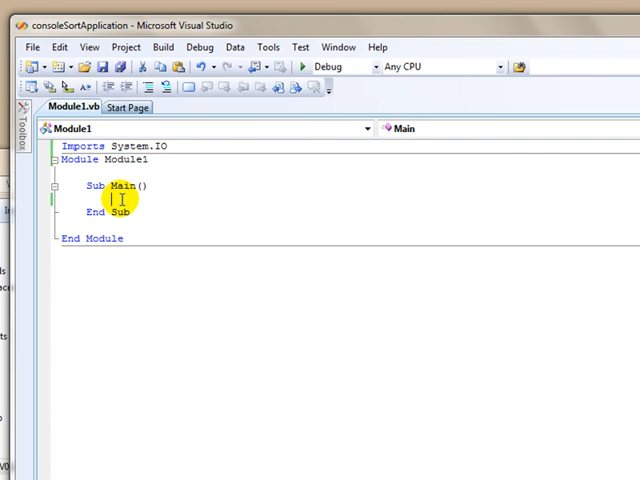 consoleSortApplication - Microsoft Visual Studio
File Edit View Project Build Debug Data Tools Test Window Help
Debug Any CPU
Module1.vb Start Page
Toolbox
Module1 Main
Imports System.IO
Module Module1
Sub Main()
End Sub
End Module